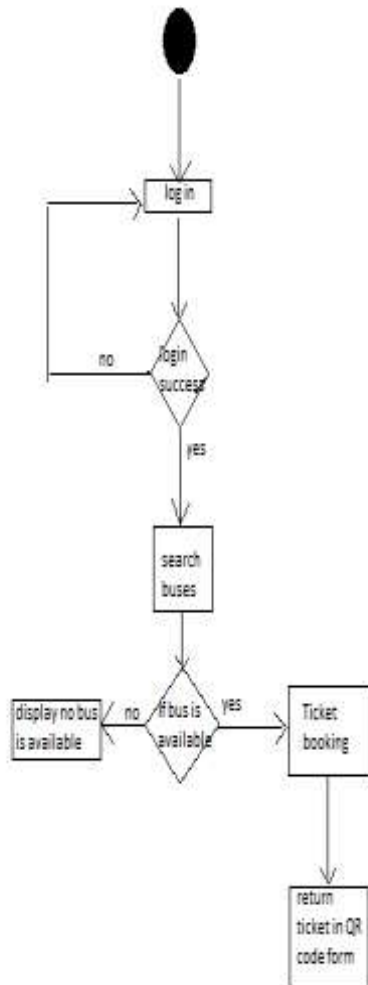 log in
login
success
no
yes
search
buses
if bus is
available
no
yes
display no bus
is available
Ticket
booking
return
ticket in QR
code form